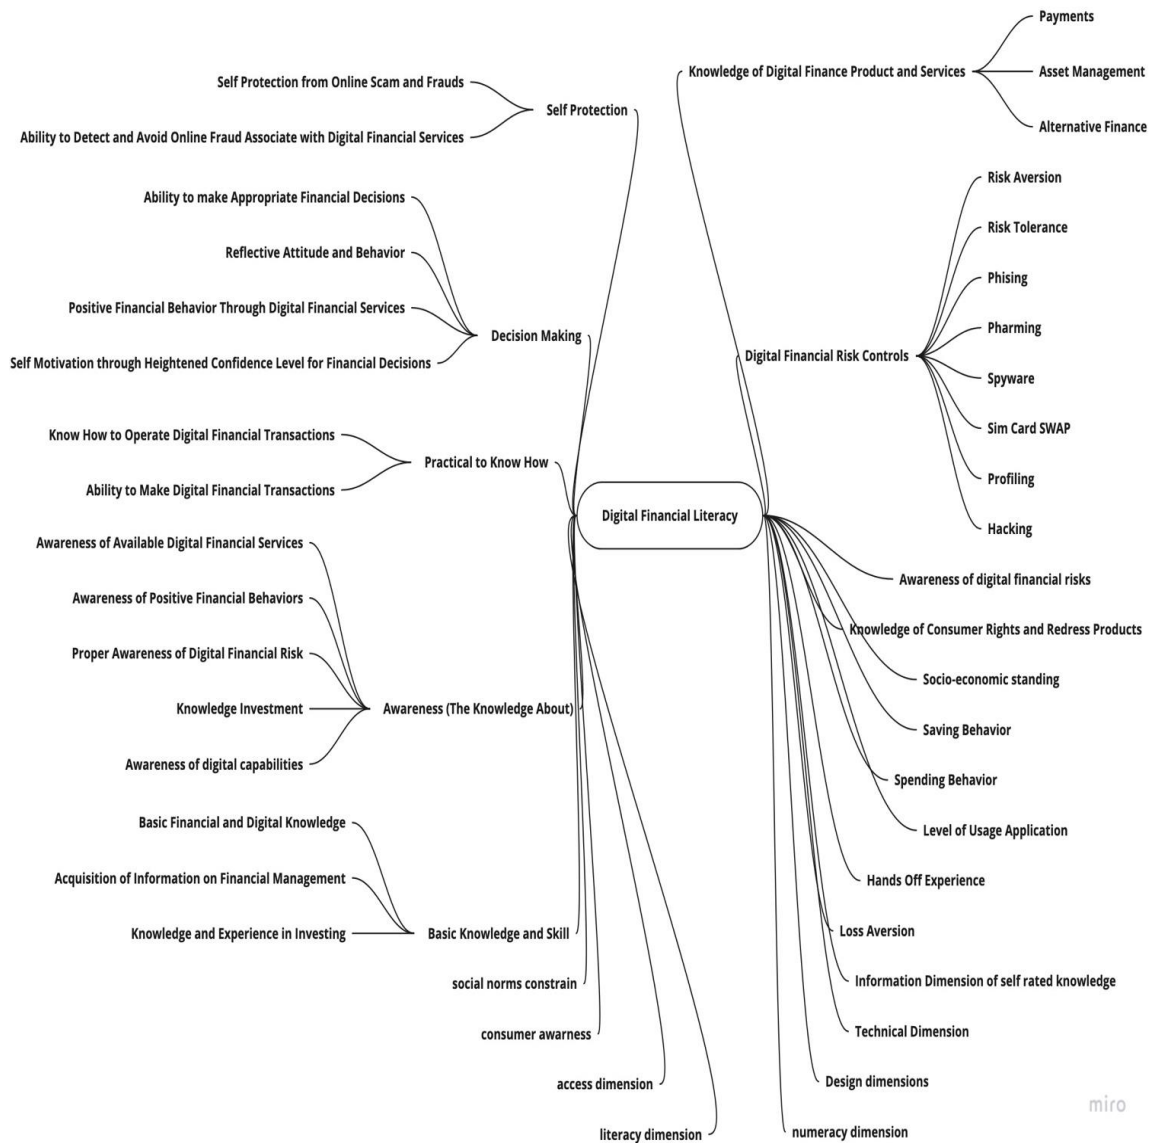 Self Protection from Online Scam and Frauds
Ability to Detect and Avoid Online Fraud Associate with Digital Financial Services
Self Protection
Ability to make Appropriate Financial Decisions
Reflective Attitude and Behavior
Positive Financial Behavior Through Digital Financial Services
Self Motivation through Heightened Confidence Level for Financial Decisions
Decision Making
Know How to Operate Digital Financial Transactions
Ability to Make Digital Financial Transactions
Practical to Know How
Awareness of Available Digital Financial Services
Awareness of Positive Financial Behaviors
Proper Awareness of Digital Financial Risk
Knowledge Investment
Awareness of digital capabilities
Awareness (The Knowledge About)
Basic Financial and Digital Knowledge
Acquisition of Information on Financial Management
Knowledge and Experience in Investing
Basic Knowledge and Skill
social norms constrain
consumer awarness
access dimension
literacy dimension
Digital Financial Literacy
Knowledge of Digital Finance Product and Services
Payments
Asset Management
Alternative Finance
Digital Financial Risk Controls
Risk Aversion
Risk Tolerance
Phising
Pharming
Spyware
Sim Card SWAP
Profiling
Hacking
Awareness of digital financial risks
Knowledge of Consumer Rights and Redress Products
Socio-economic standing
Saving Behavior
Spending Behavior
Level of Usage Application
Hands Off Experience
Loss Aversion
Information Dimension of self rated knowledge
Technical Dimension
Design dimensions
numeracy dimension
miro